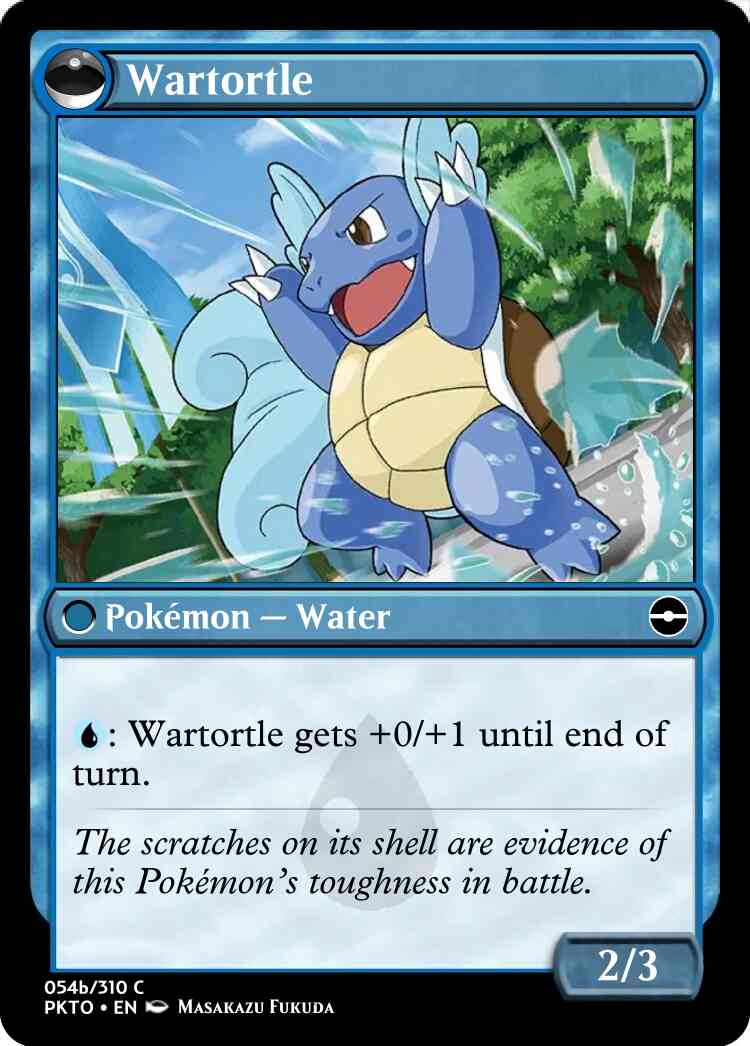 Wartortle
Pokémon — Water
: Wartortle gets +0/+1 until end of
turn.
The scratches on its shell are evidence of
this Pokémon's toughness in battle.
2/3
054b/310 C
PKTO • EN Masakazu Fukuda